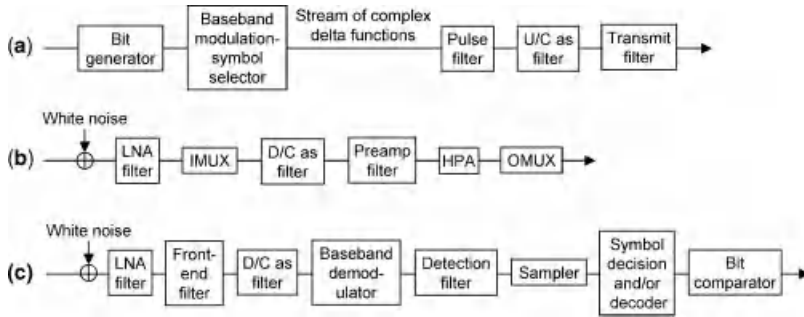 Stream of complex
delta functions
(a)
Bit
generator
Baseband
modulation-
symbol
selector
Pulse
filter
U/C as
filter
Transmit
filter
White noise
(b)
LNA
filter
IMUX
D/C as
filter
Preamp
filter
HPA
OMUX
White noise
(c)
LNA
filter
Front-
end
filter
D/C as
filter
Baseband
demod-
ulator
Detection
filter
Sampler
Symbol
decision
and/or
decoder
Bit
comparator